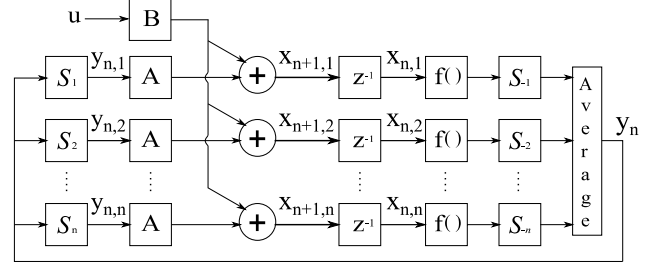 u B
S₁ yₙ,₁ A + xₙ₊₁,₁ z⁻¹ xₙ,₁ f() S₋₁
S₂ yₙ,₂ A + xₙ₊₁,₂ z⁻¹ xₙ,₂ f() S₋₂
Sₙ yₙ,ₙ A + xₙ₊₁,ₙ z⁻¹ xₙ,ₙ f() S₋ₙ
Average
yₙ